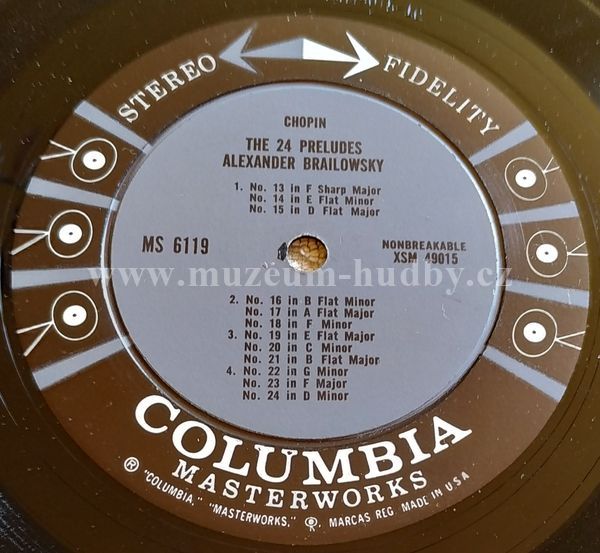 STEREO FIDELITY
CHOPIN
THE 24 PRELUDES
ALEXANDER BRAILOWSKY
1. No. 13 in F Sharp Major
No. 14 in E Flat Minor
No. 15 in D Flat Major
MS 6119
NONBREAKABLE
XSM 49015
www.muzeum-hudby.cz
2. No. 16 in B Flat Minor
No. 17 in A Flat Major
No. 18 in F Minor
3. No. 19 in E Flat Major
No. 20 in C Minor
No. 21 in B Flat Major
4. No. 22 in G Minor
No. 23 in F Major
No. 24 in D Minor
COLUMBIA
MASTERWORKS
® "COLUMBIA," "MASTERWORKS," MARCAS REG. MADE IN U S A